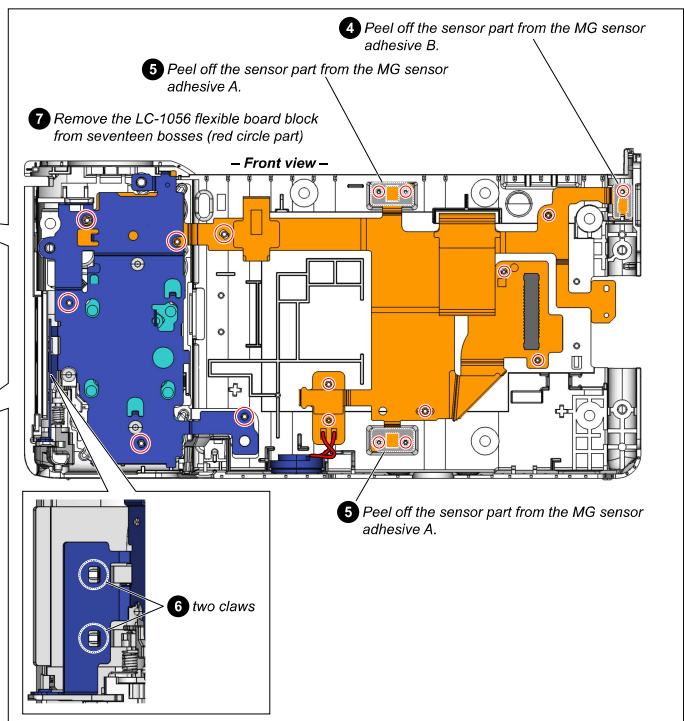 4 Peel off the sensor part from the MG sensor
adhesive B.
5 Peel off the sensor part from the MG sensor
adhesive A.
7 Remove the LC-1056 flexible board block
from seventeen bosses (red circle part)
– Front view –
5 Peel off the sensor part from the MG sensor
adhesive A.
6 two claws